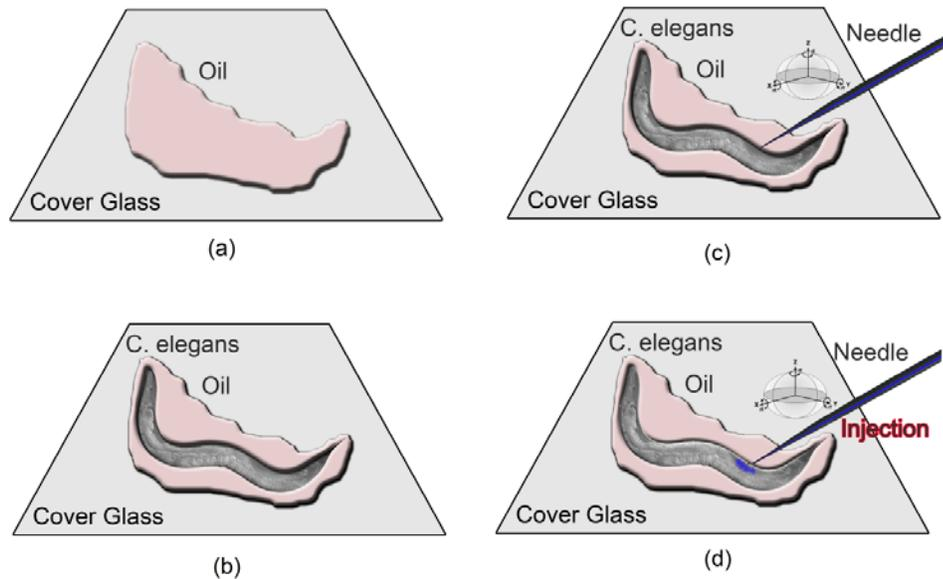 Oil
Cover Glass
(a)
C. elegans
Oil
Needle
Z
X
Y
Cover Glass
(c)
C. elegans
Oil
Cover Glass
(b)
C. elegans
Oil
Needle
Z
X
Y
Injection
Cover Glass
(d)